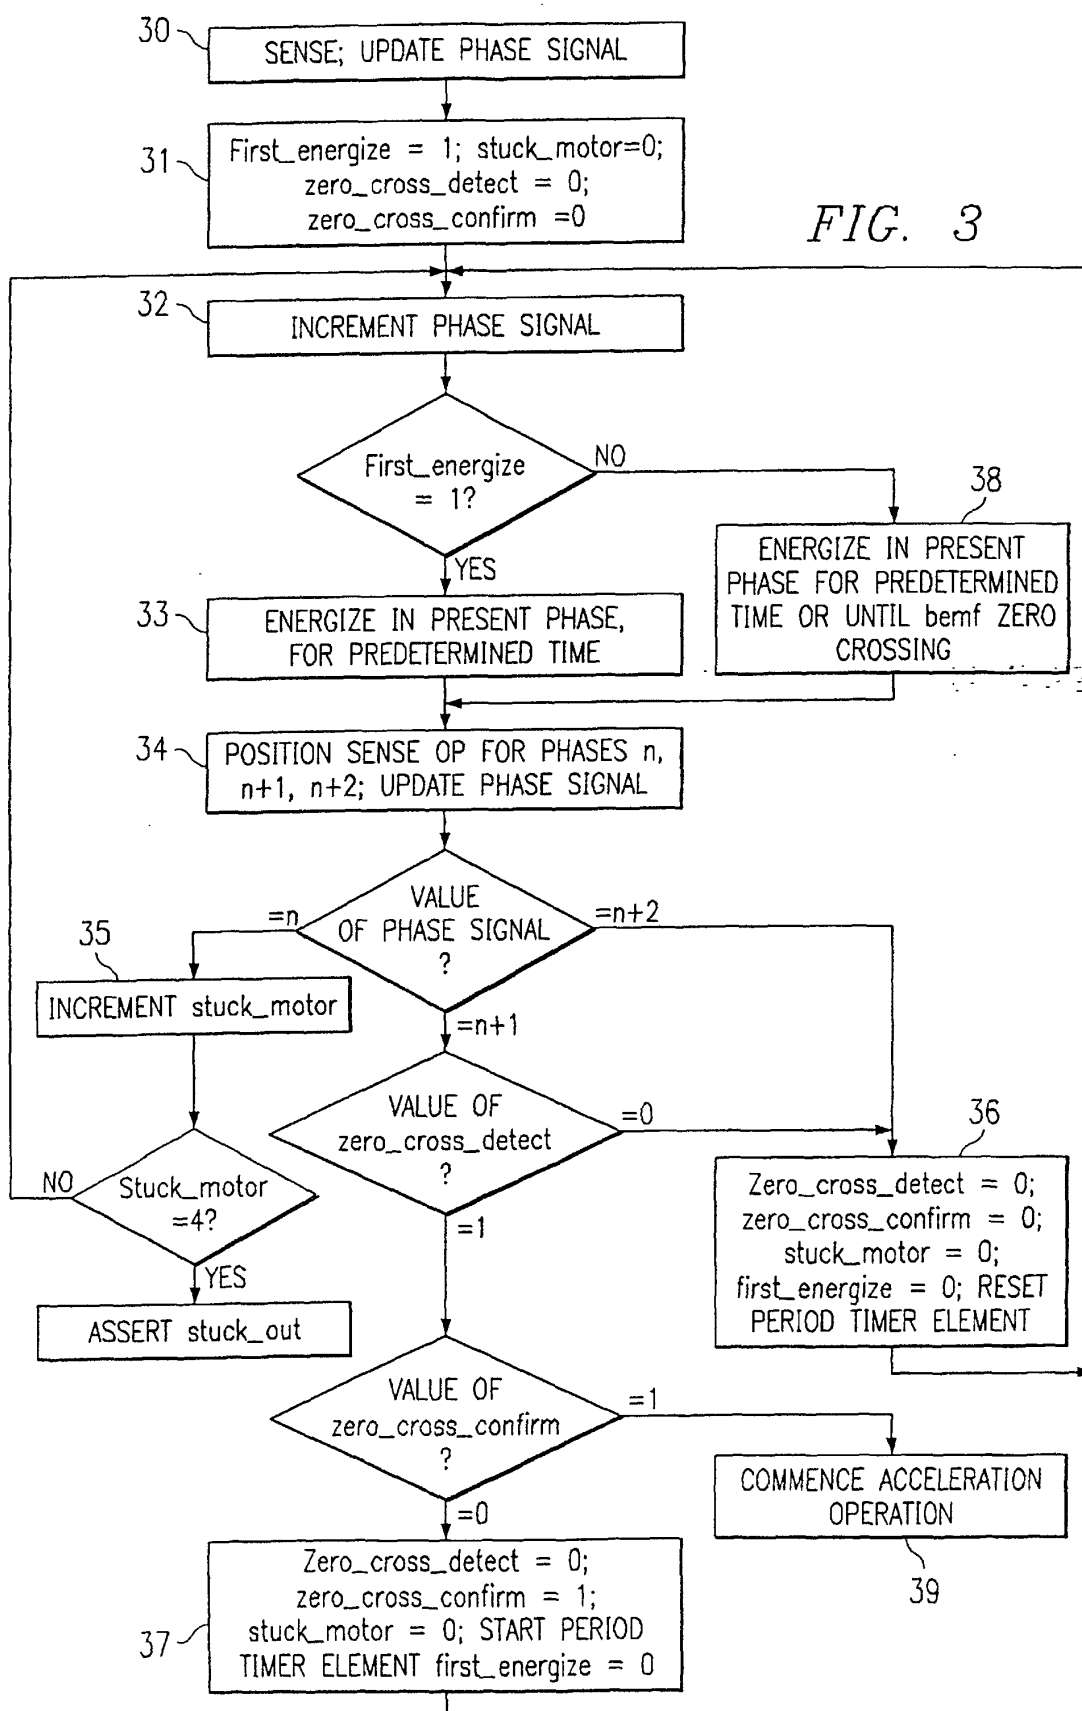 30
SENSE; UPDATE PHASE SIGNAL
31
First_energize = 1; stuck_motor=0;
zero_cross_detect = 0;
zero_cross_confirm =0
FIG. 3
32
INCREMENT PHASE SIGNAL
First_energize
= 1?
NO
YES
38
ENERGIZE IN PRESENT
PHASE FOR PREDETERMINED
TIME OR UNTIL bemf ZERO
CROSSING
33
ENERGIZE IN PRESENT PHASE,
FOR PREDETERMINED TIME
34
POSITION SENSE OP FOR PHASES n,
n+1, n+2; UPDATE PHASE SIGNAL
VALUE
OF PHASE SIGNAL
?
=n
=n+2
=n+1
35
INCREMENT stuck_motor
VALUE OF
zero_cross_detect
?
=0
=1
Stuck_motor
=4?
NO
YES
ASSERT stuck_out
36
Zero_cross_detect = 0;
zero_cross_confirm = 0;
stuck_motor = 0;
first_energize = 0; RESET
PERIOD TIMER ELEMENT
VALUE OF
zero_cross_confirm
?
=1
=0
COMMENCE ACCELERATION
OPERATION
39
37
Zero_cross_detect = 0;
zero_cross_confirm = 1;
stuck_motor = 0; START PERIOD
TIMER ELEMENT first_energize = 0